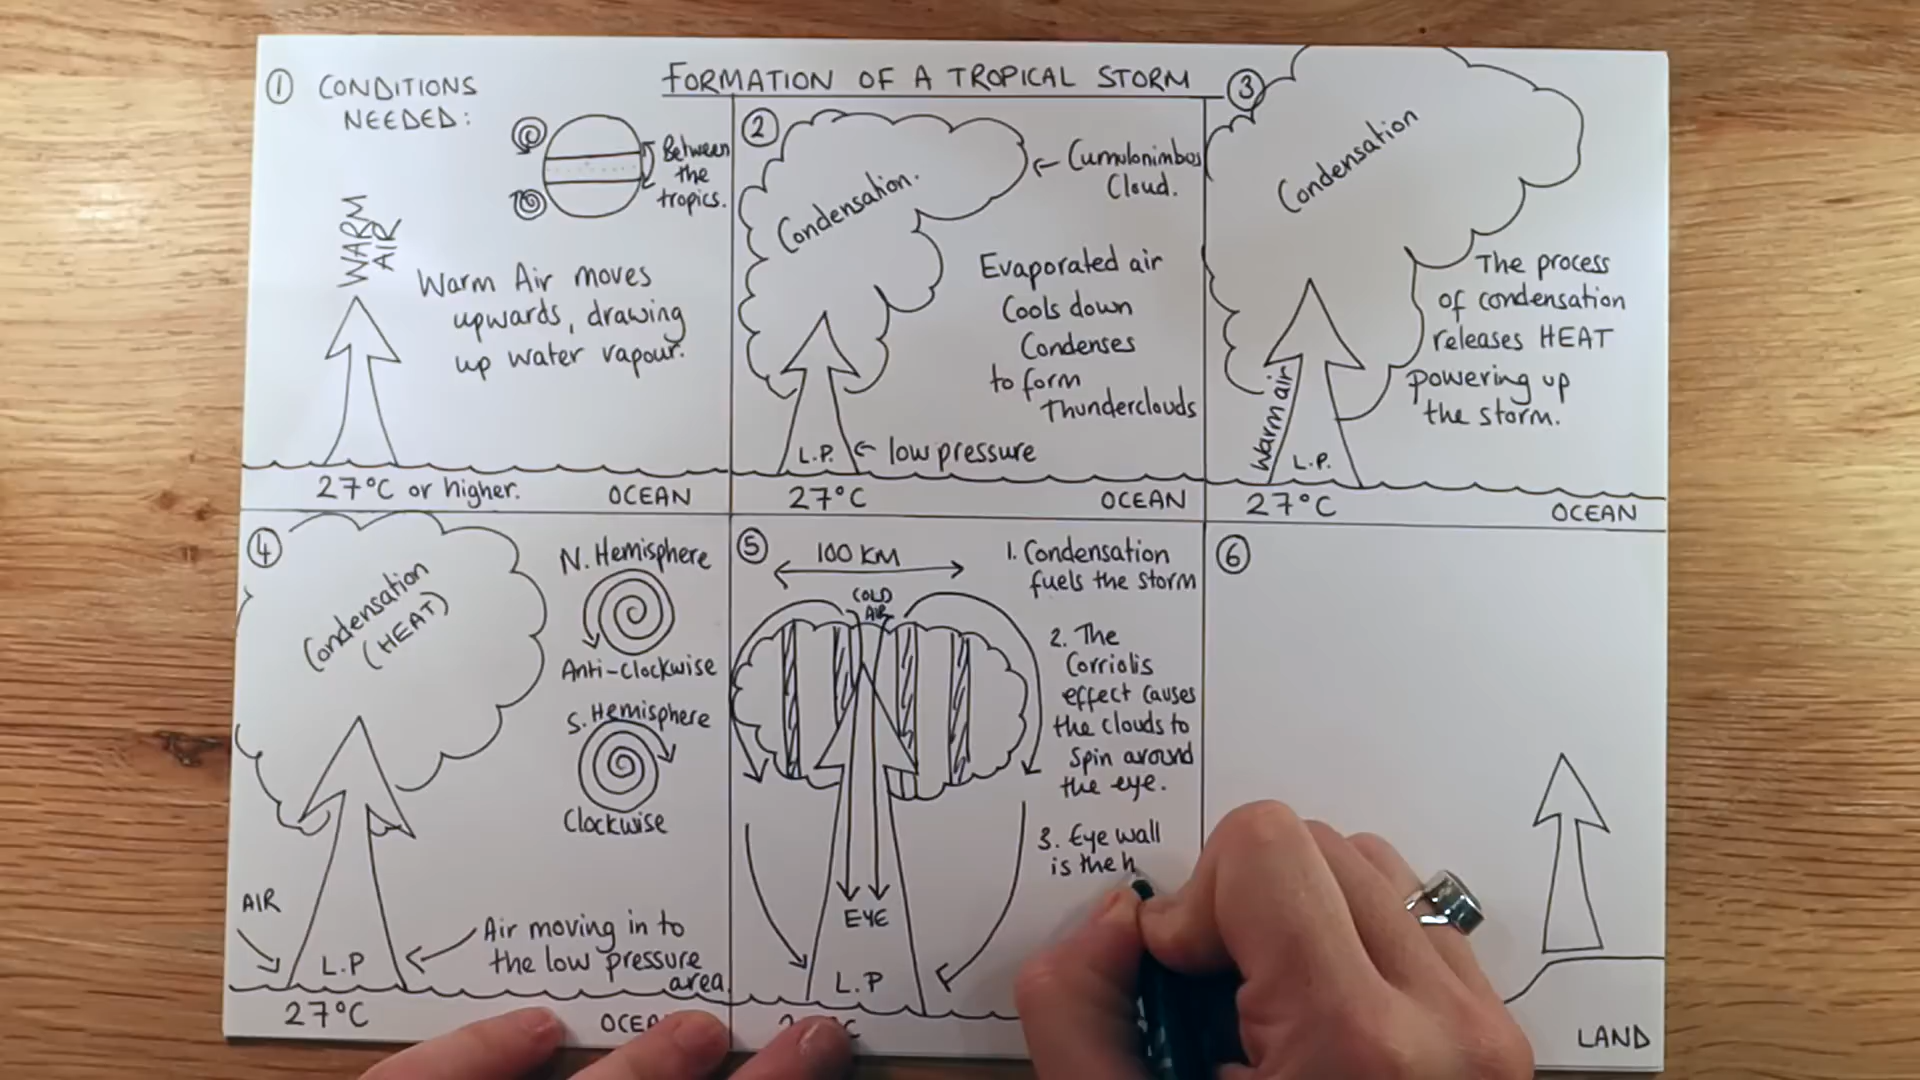 FORMATION OF A TROPICAL STORM
1 CONDITIONS
NEEDED:
Between
the
tropics.
WARM
AIR
Warm Air moves
upwards, drawing
up water vapour.
27°C or higher.
OCEAN
2
Condensation.
Cumulonimbus
Cloud.
Evaporated air
Cools down
Condenses
to form
Thunderclouds
L.P.
low pressure
27°C
OCEAN
3
Condensation
The process
of condensation
releases HEAT
powering up
the storm.
Warm air
L.P.
27°C
OCEAN
4
Condensation
(HEAT)
N. Hemisphere
Anti-Clockwise
S. Hemisphere
Clockwise
AIR
L.P
Air moving in to
the low pressure
area.
27°C
5
100 KM
COLD
AIR
EYE
L.P
1. Condensation
fuels the storm
2. The
Corriolis
effect causes
the clouds to
Spin around
the eye.
3. Eye wall
is the h
6
LAND